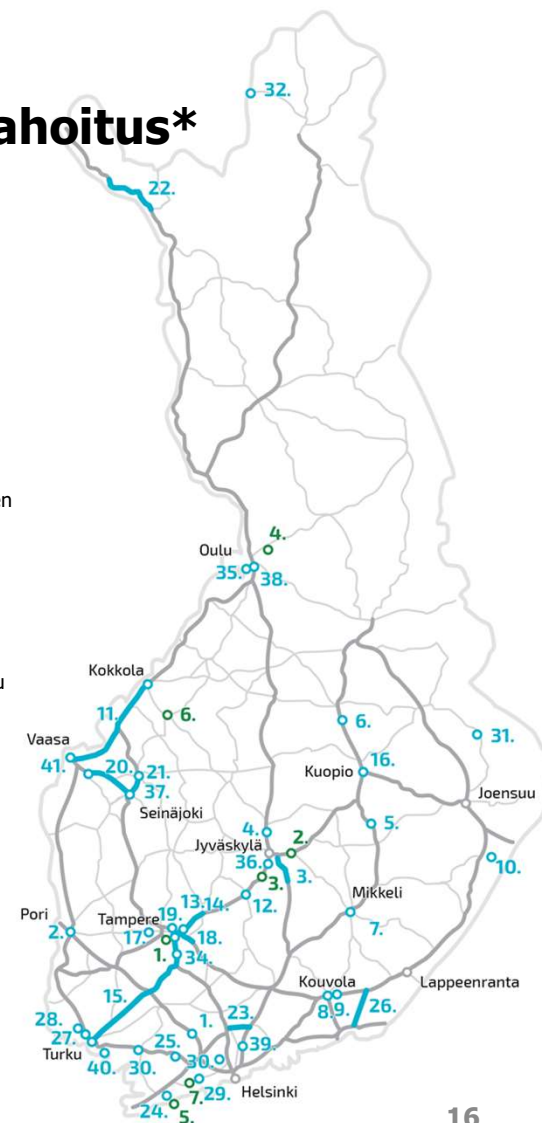 ahoitus*
32.
22.
en
4.
Oulu
35. 38.
u
Kokkola
11. 6.
Vaasa
41. 20. 21.
37.
Seinäjoki
6.
31.
16.
Kuopio
Joensuu
5.
4.
Jyväskylä 2.
36.
3. 3.
10.
12.
Mikkeli
7.
13. 14.
Pori
Tampere 19.
2. 17. 18.
1.
34.
Lappeenranta
Kouvola
8. 9. 26.
15.
23.
1.
28.
27.
Turku
25.
39.
40. 30. 30.
Helsinki
7. 29.
24.
5.
16